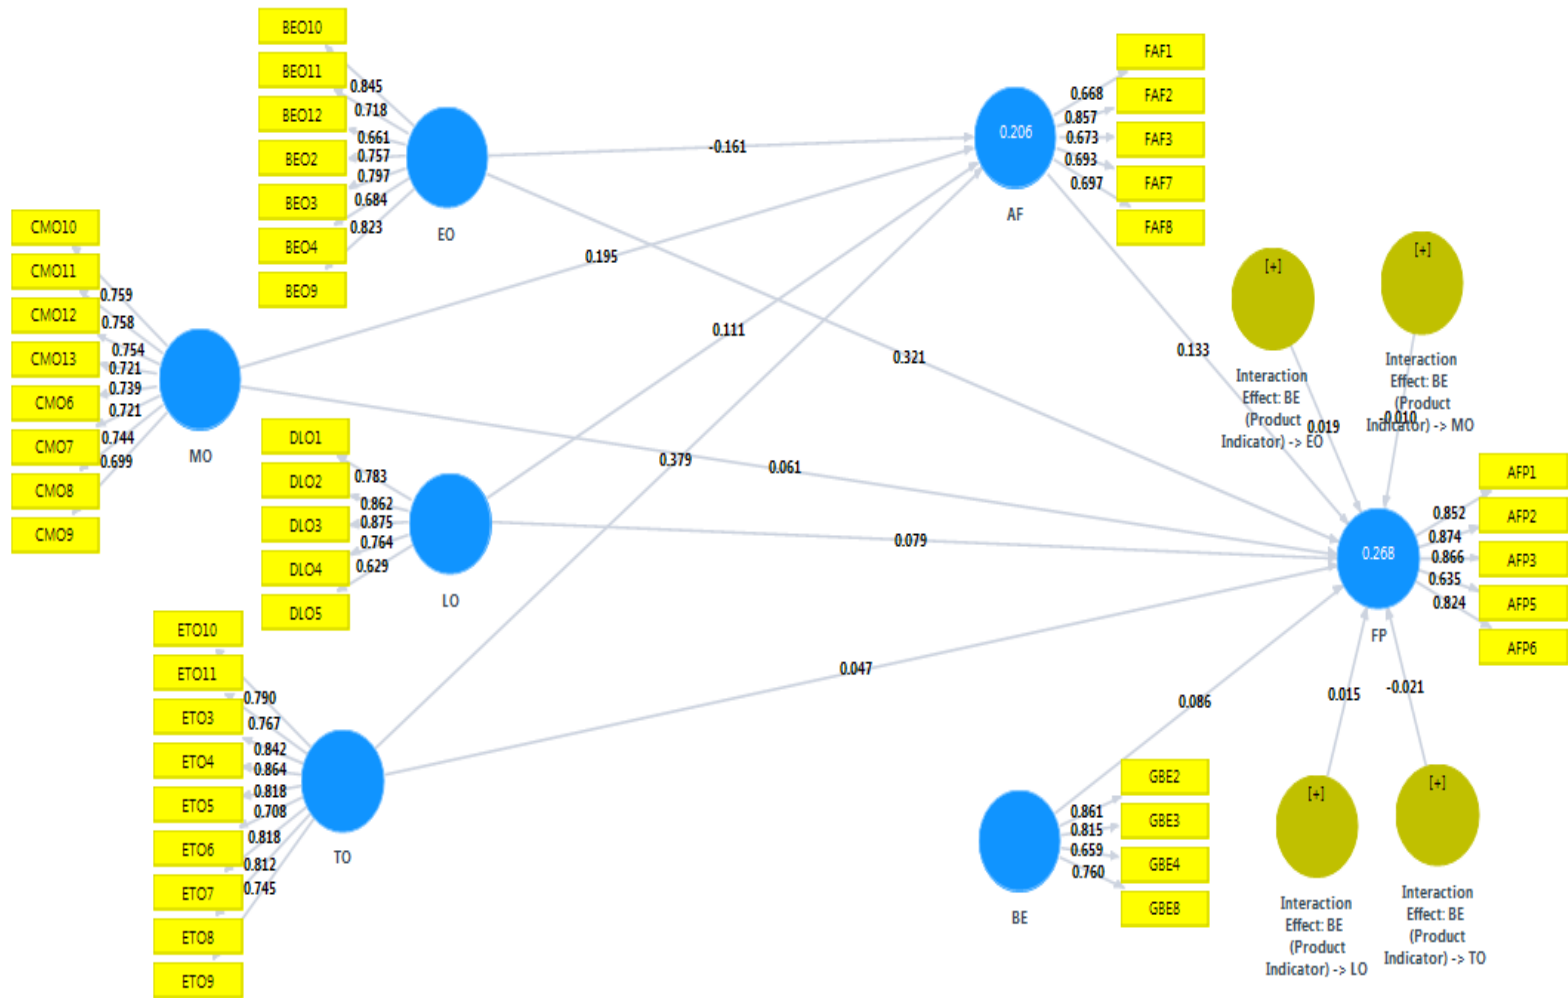 BEO10
BEO11
BEO12
BEO2
BEO3
BEO4
BEO9
0.845
0.718
0.661
0.757
0.797
0.684
0.823
EO
CMO10
CMO11
CMO12
CMO13
CMO6
CMO7
CMO8
CMO9
0.759
0.758
0.754
0.721
0.739
0.721
0.744
0.699
MO
DLO1
DLO2
DLO3
DLO4
DLO5
0.783
0.862
0.875
0.764
0.629
LO
ETO10
ETO11
ETO3
ETO4
ETO5
ETO6
ETO7
ETO8
ETO9
0.790
0.767
0.842
0.864
0.818
0.708
0.818
0.812
0.745
TO
-0.161
0.195
0.111
0.379
0.321
0.061
0.079
0.047
0.133
0.086
0.206
AF
0.668
0.857
0.673
0.693
0.697
FAF1
FAF2
FAF3
FAF7
FAF8
[+]
Interaction
Effect: BE
(Product
Indicator) -> EO
0.019
[+]
Interaction
Effect: BE
(Product
Indicator) -> MO
-0.010
0.268
FP
0.852
0.874
0.866
0.635
0.824
AFP1
AFP2
AFP3
AFP5
AFP6
BE
0.861
0.815
0.659
0.760
GBE2
GBE3
GBE4
GBE8
0.015
[+]
Interaction
Effect: BE
(Product
Indicator) -> LO
-0.021
[+]
Interaction
Effect: BE
(Product
Indicator) -> TO